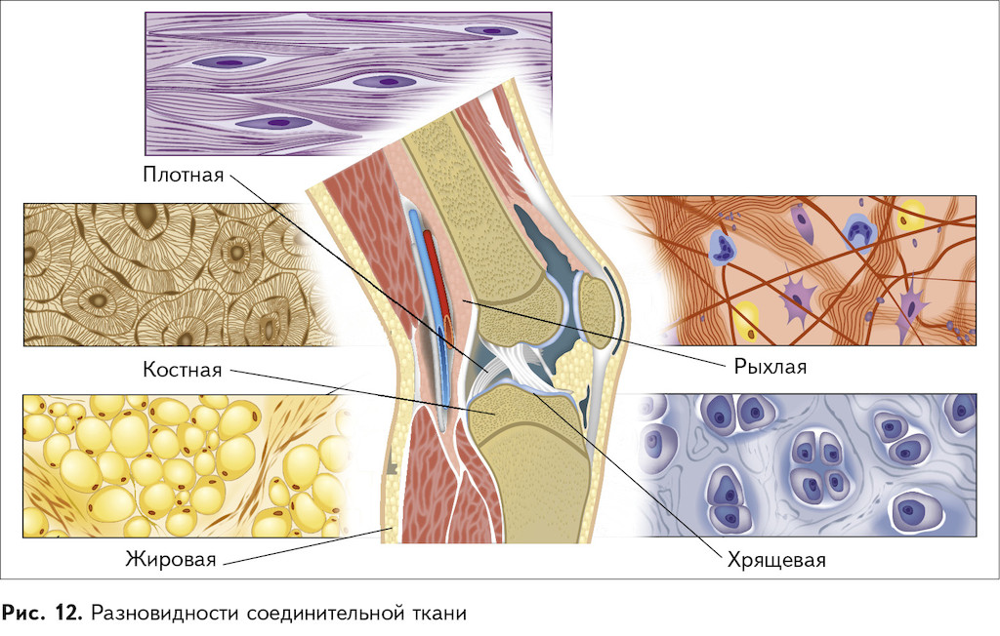 Плотная
Костная
Рыхлая
Жировая
Хрящевая
Рис. 12. Разновидности соединительной ткани